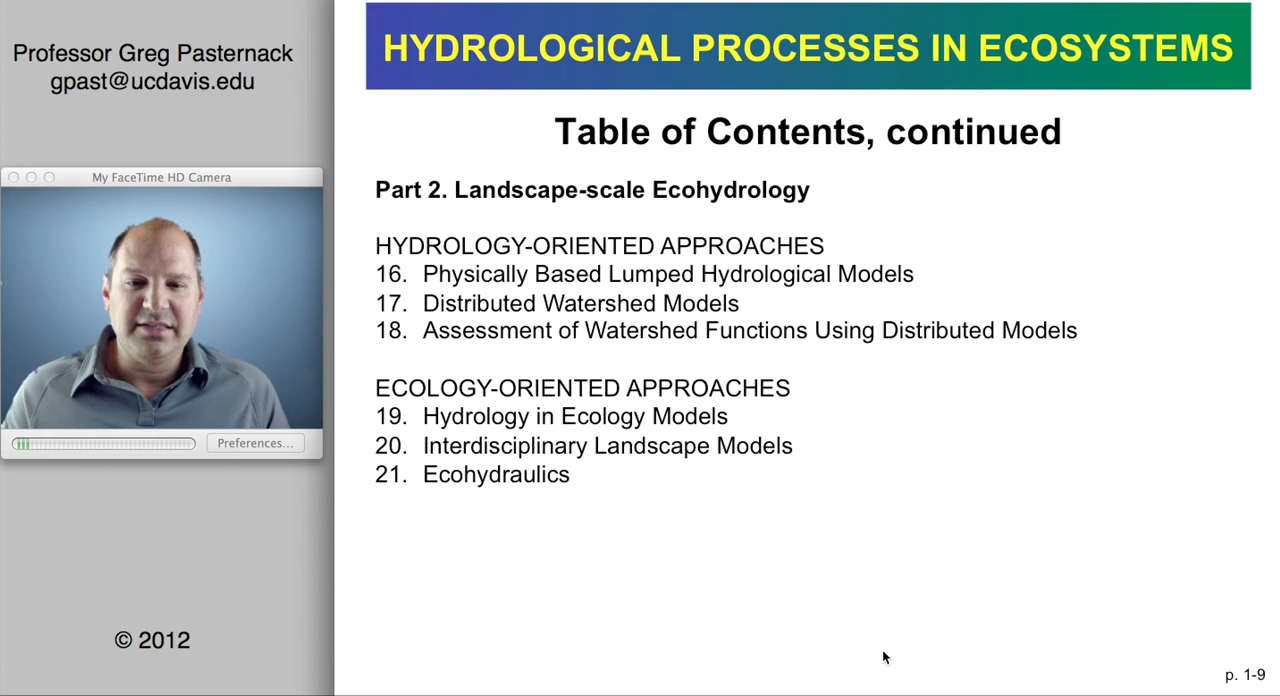 Professor Greg Pasternack
gpast@ucdavis.edu
My FaceTime HD Camera
Preferences...
© 2012
HYDROLOGICAL PROCESSES IN ECOSYSTEMS
Table of Contents, continued
Part 2. Landscape-scale Ecohydrology
HYDROLOGY-ORIENTED APPROACHES
16. Physically Based Lumped Hydrological Models
17. Distributed Watershed Models
18. Assessment of Watershed Functions Using Distributed Models
ECOLOGY-ORIENTED APPROACHES
19. Hydrology in Ecology Models
20. Interdisciplinary Landscape Models
21. Ecohydraulics
p. 1-9